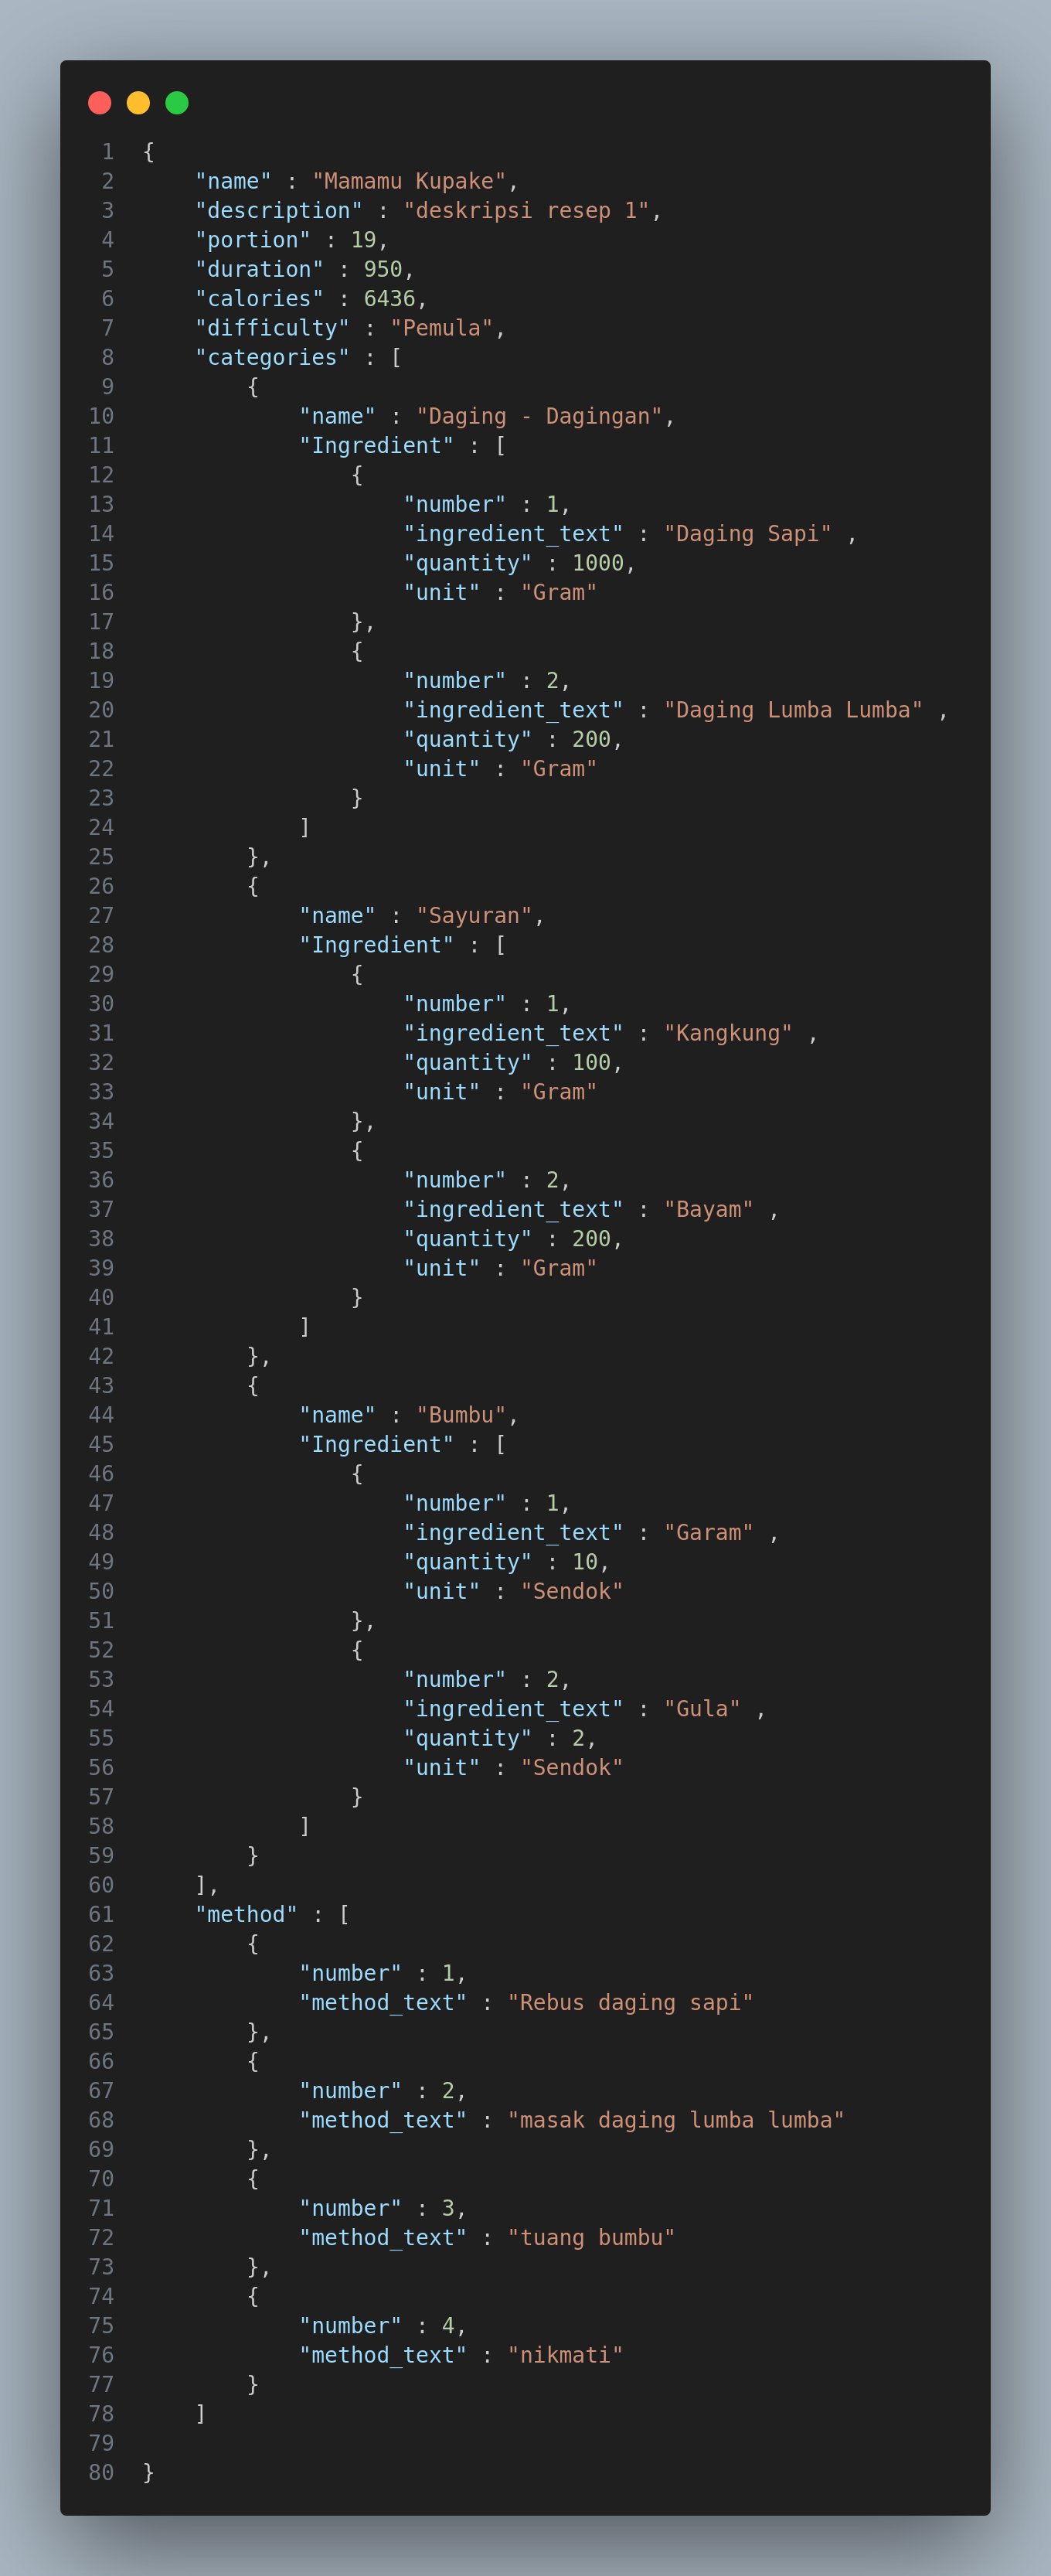 1 {
2     "name" : "Mamamu Kupake",
3     "description" : "deskripsi resep 1",
4     "portion" : 19,
5     "duration" : 950,
6     "calories" : 6436,
7     "difficulty" : "Pemula",
8     "categories" : [
9         {
10             "name" : "Daging - Dagingan",
11             "Ingredient" : [
12                 {
13                     "number" : 1,
14                     "ingredient_text" : "Daging Sapi" ,
15                     "quantity" : 1000,
16                     "unit" : "Gram"
17                 },
18                 {
19                     "number" : 2,
20                     "ingredient_text" : "Daging Lumba Lumba" ,
21                     "quantity" : 200,
22                     "unit" : "Gram"
23                 }
24             ]
25         },
26         {
27             "name" : "Sayuran",
28             "Ingredient" : [
29                 {
30                     "number" : 1,
31                     "ingredient_text" : "Kangkung" ,
32                     "quantity" : 100,
33                     "unit" : "Gram"
34                 },
35                 {
36                     "number" : 2,
37                     "ingredient_text" : "Bayam" ,
38                     "quantity" : 200,
39                     "unit" : "Gram"
40                 }
41             ]
42         },
43         {
44             "name" : "Bumbu",
45             "Ingredient" : [
46                 {
47                     "number" : 1,
48                     "ingredient_text" : "Garam" ,
49                     "quantity" : 10,
50                     "unit" : "Sendok"
51                 },
52                 {
53                     "number" : 2,
54                     "ingredient_text" : "Gula" ,
55                     "quantity" : 2,
56                     "unit" : "Sendok"
57                 }
58             ]
59         }
60     ],
61     "method" : [
62         {
63             "number" : 1,
64             "method_text" : "Rebus daging sapi"
65         },
66         {
67             "number" : 2,
68             "method_text" : "masak daging lumba lumba"
69         },
70         {
71             "number" : 3,
72             "method_text" : "tuang bumbu"
73         },
74         {
75             "number" : 4,
76             "method_text" : "nikmati"
77         }
78     ]
79
80 }